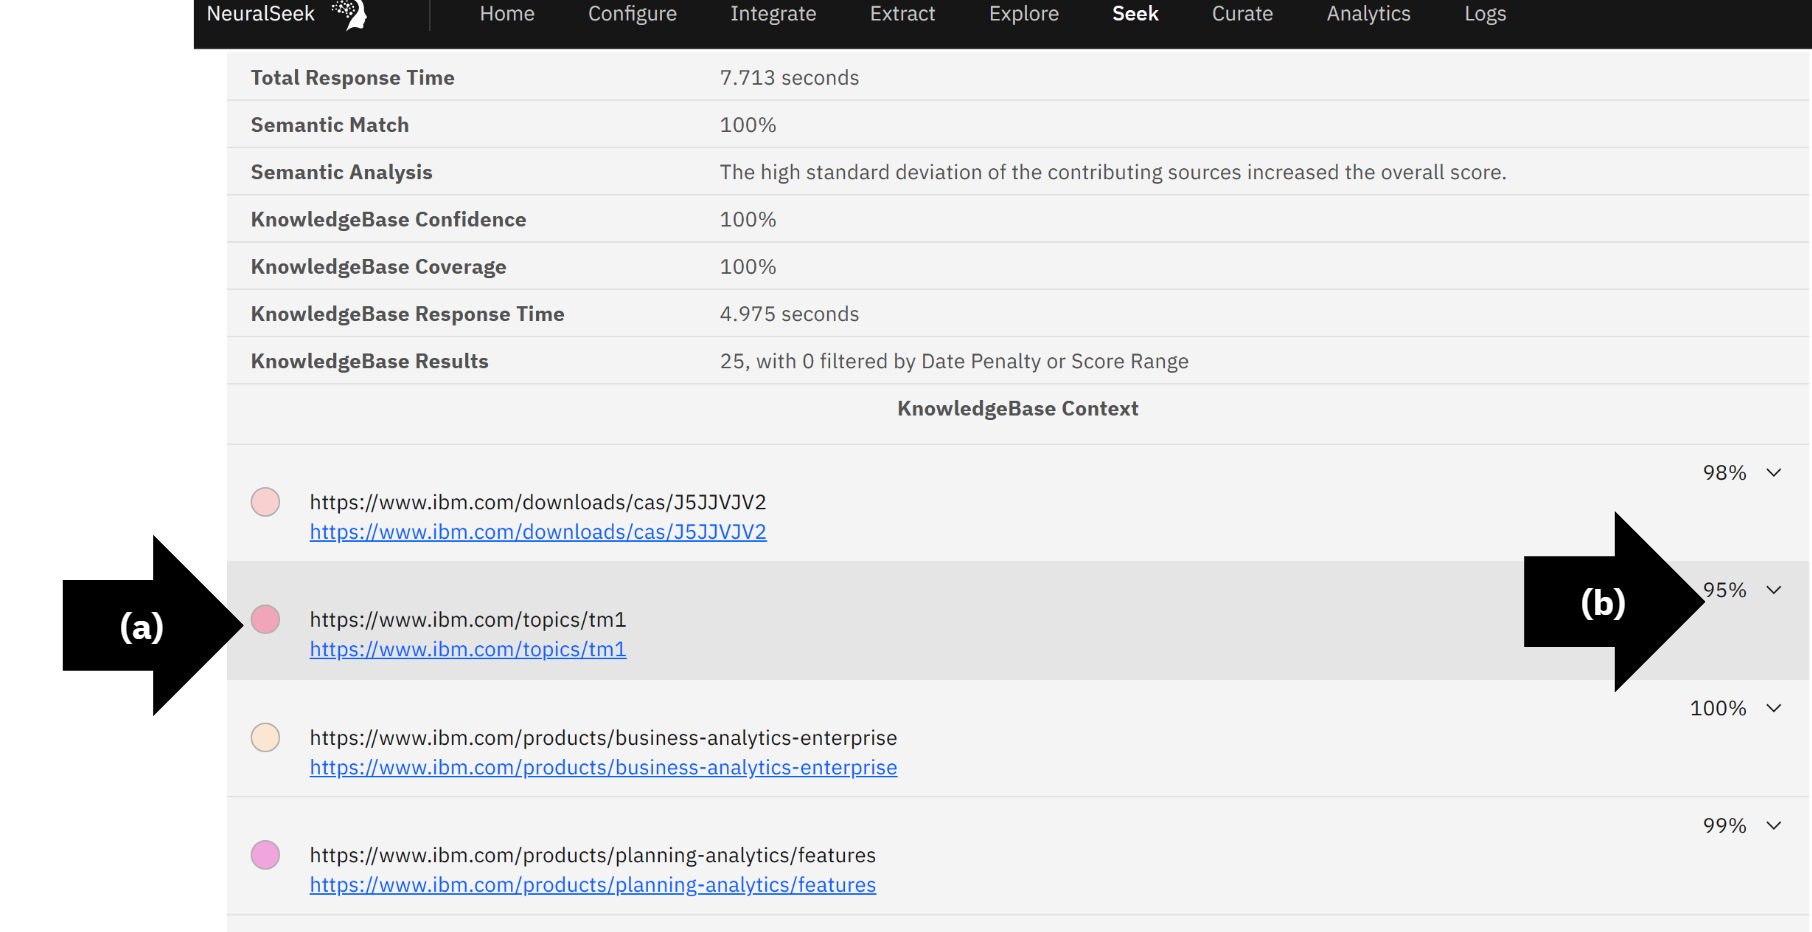 NeuralSeek Home Configure Integrate Extract Explore Seek Curate Analytics Logs
Total Response Time 7.713 seconds
Semantic Match 100%
Semantic Analysis The high standard deviation of the contributing sources increased the overall score.
KnowledgeBase Confidence 100%
KnowledgeBase Coverage 100%
KnowledgeBase Response Time 4.975 seconds
KnowledgeBase Results 25, with 0 filtered by Date Penalty or Score Range
KnowledgeBase Context
98%
https://www.ibm.com/downloads/cas/J5JJVJV2
https://www.ibm.com/downloads/cas/J5JJVJV2
95%
(a) https://www.ibm.com/topics/tm1 (b)
https://www.ibm.com/topics/tm1
100%
https://www.ibm.com/products/business-analytics-enterprise
https://www.ibm.com/products/business-analytics-enterprise
99%
https://www.ibm.com/products/planning-analytics/features
https://www.ibm.com/products/planning-analytics/features